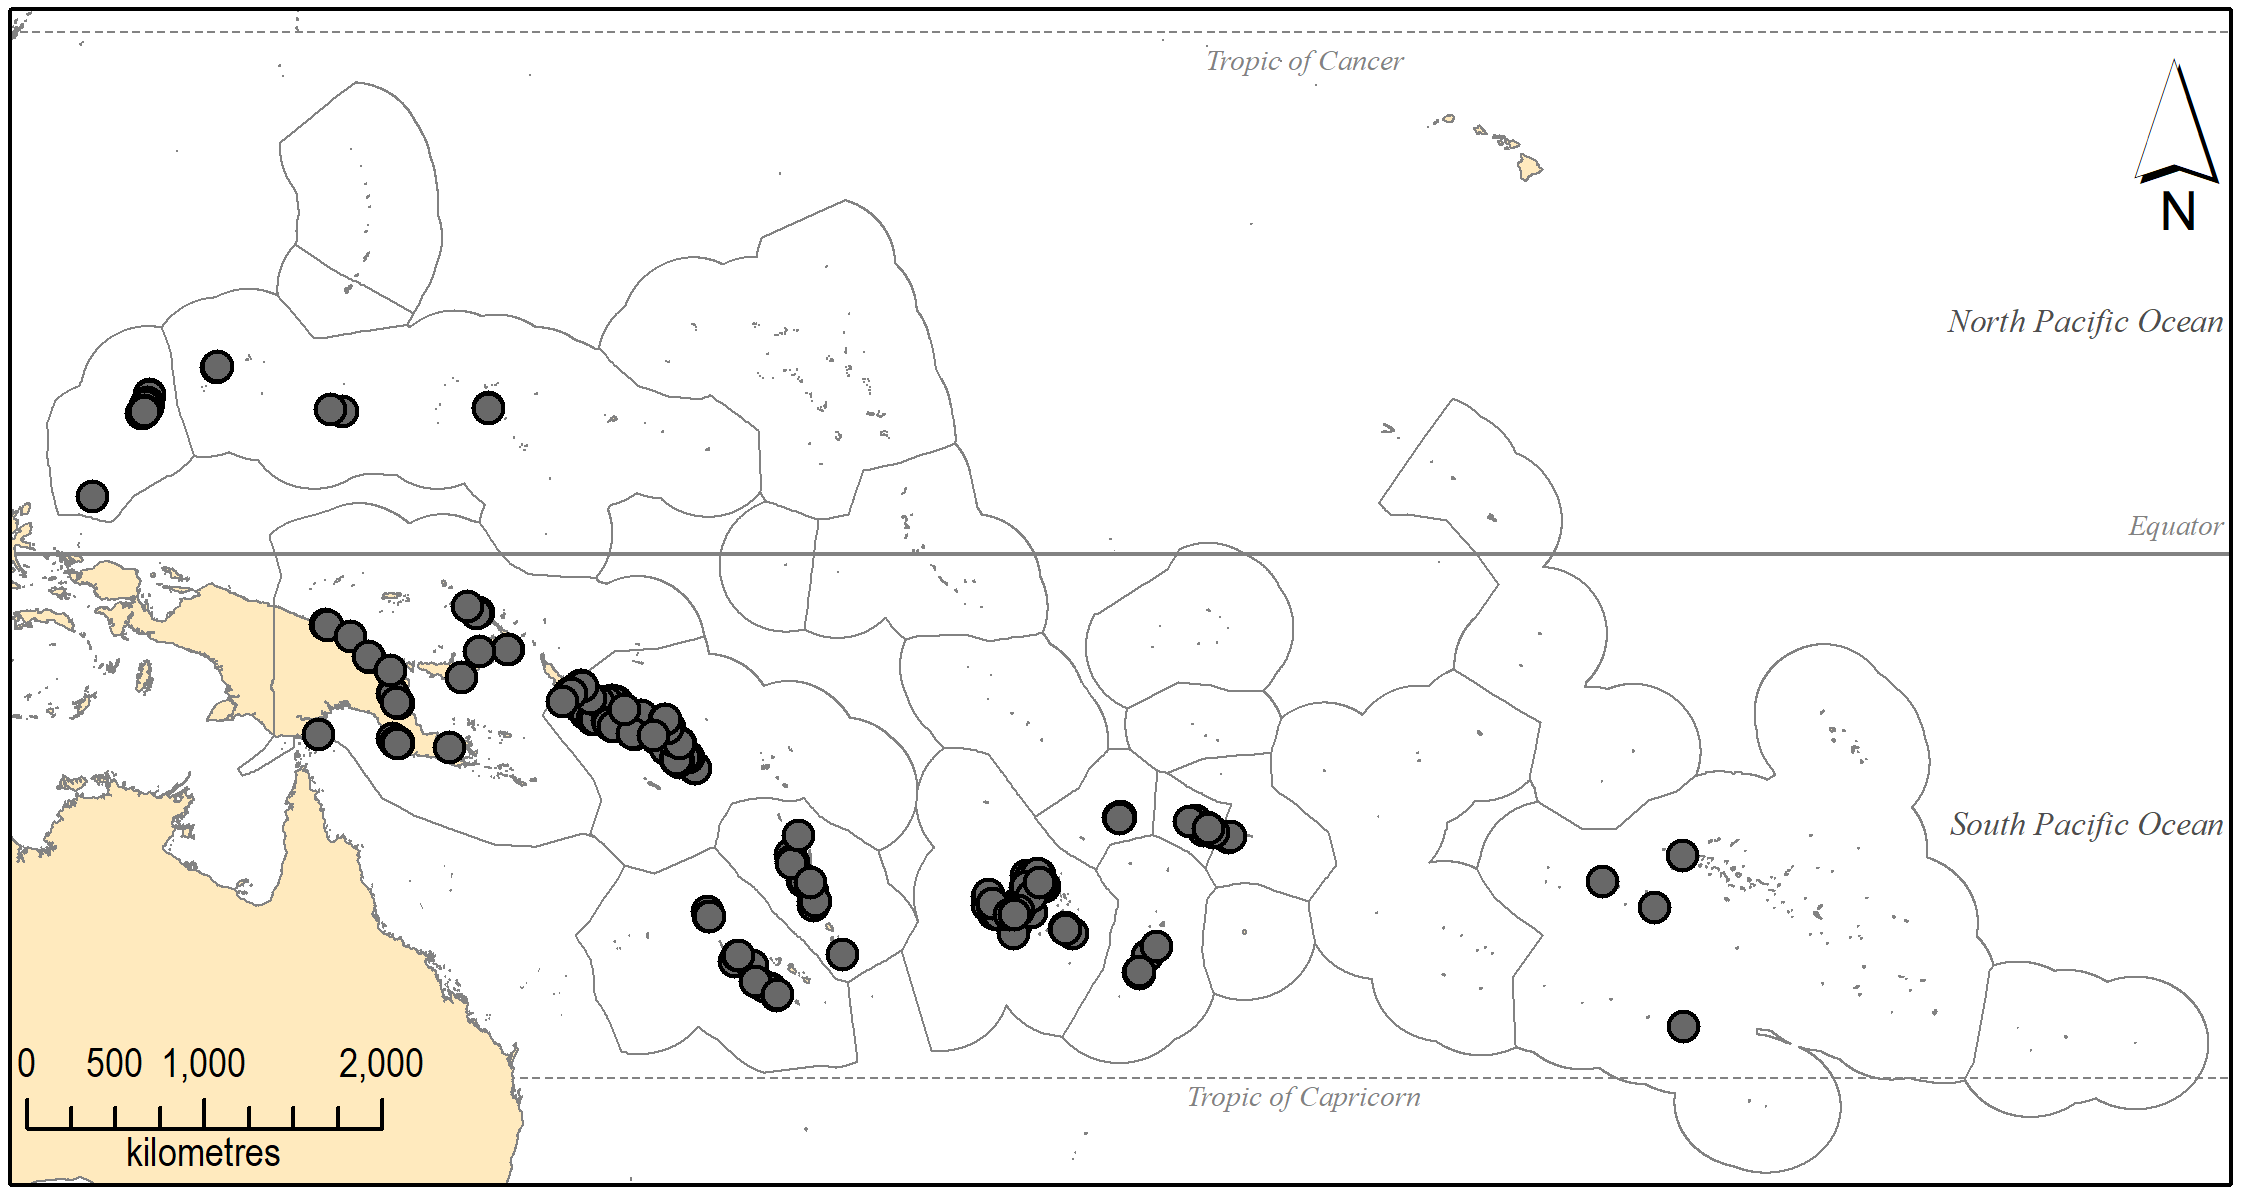 Tropic of Cancer
N
North Pacific Ocean
Equator
South Pacific Ocean
0 500 1,000 2,000
kilometres
Tropic of Capricorn